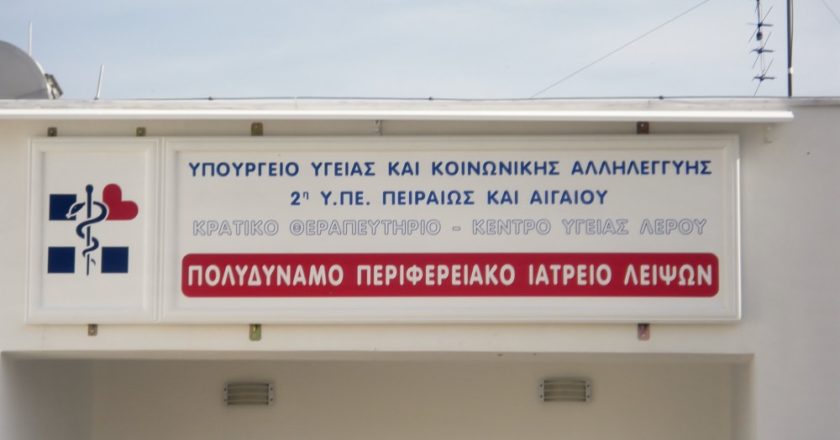 ΥΠΟΥΡΓΕΙΟ ΥΓΕΙΑΣ ΚΑΙ ΚΟΙΝΩΝΙΚΗΣ ΑΛΛΗΛΕΓΓΥΗΣ
2η Υ.ΠΕ. ΠΕΙΡΑΙΩΣ ΚΑΙ ΑΙΓΑΙΟΥ
ΚΡΑΤΙΚΟ ΘΕΡΑΠΕΥΤΗΡΙΟ - ΚΕΝΤΡΟ ΥΓΕΙΑΣ ΛΕΡΟΥ
ΠΟΛΥΔΥΝΑΜΟ ΠΕΡΙΦΕΡΕΙΑΚΟ ΙΑΤΡΕΙΟ ΛΕΙΨΩΝ